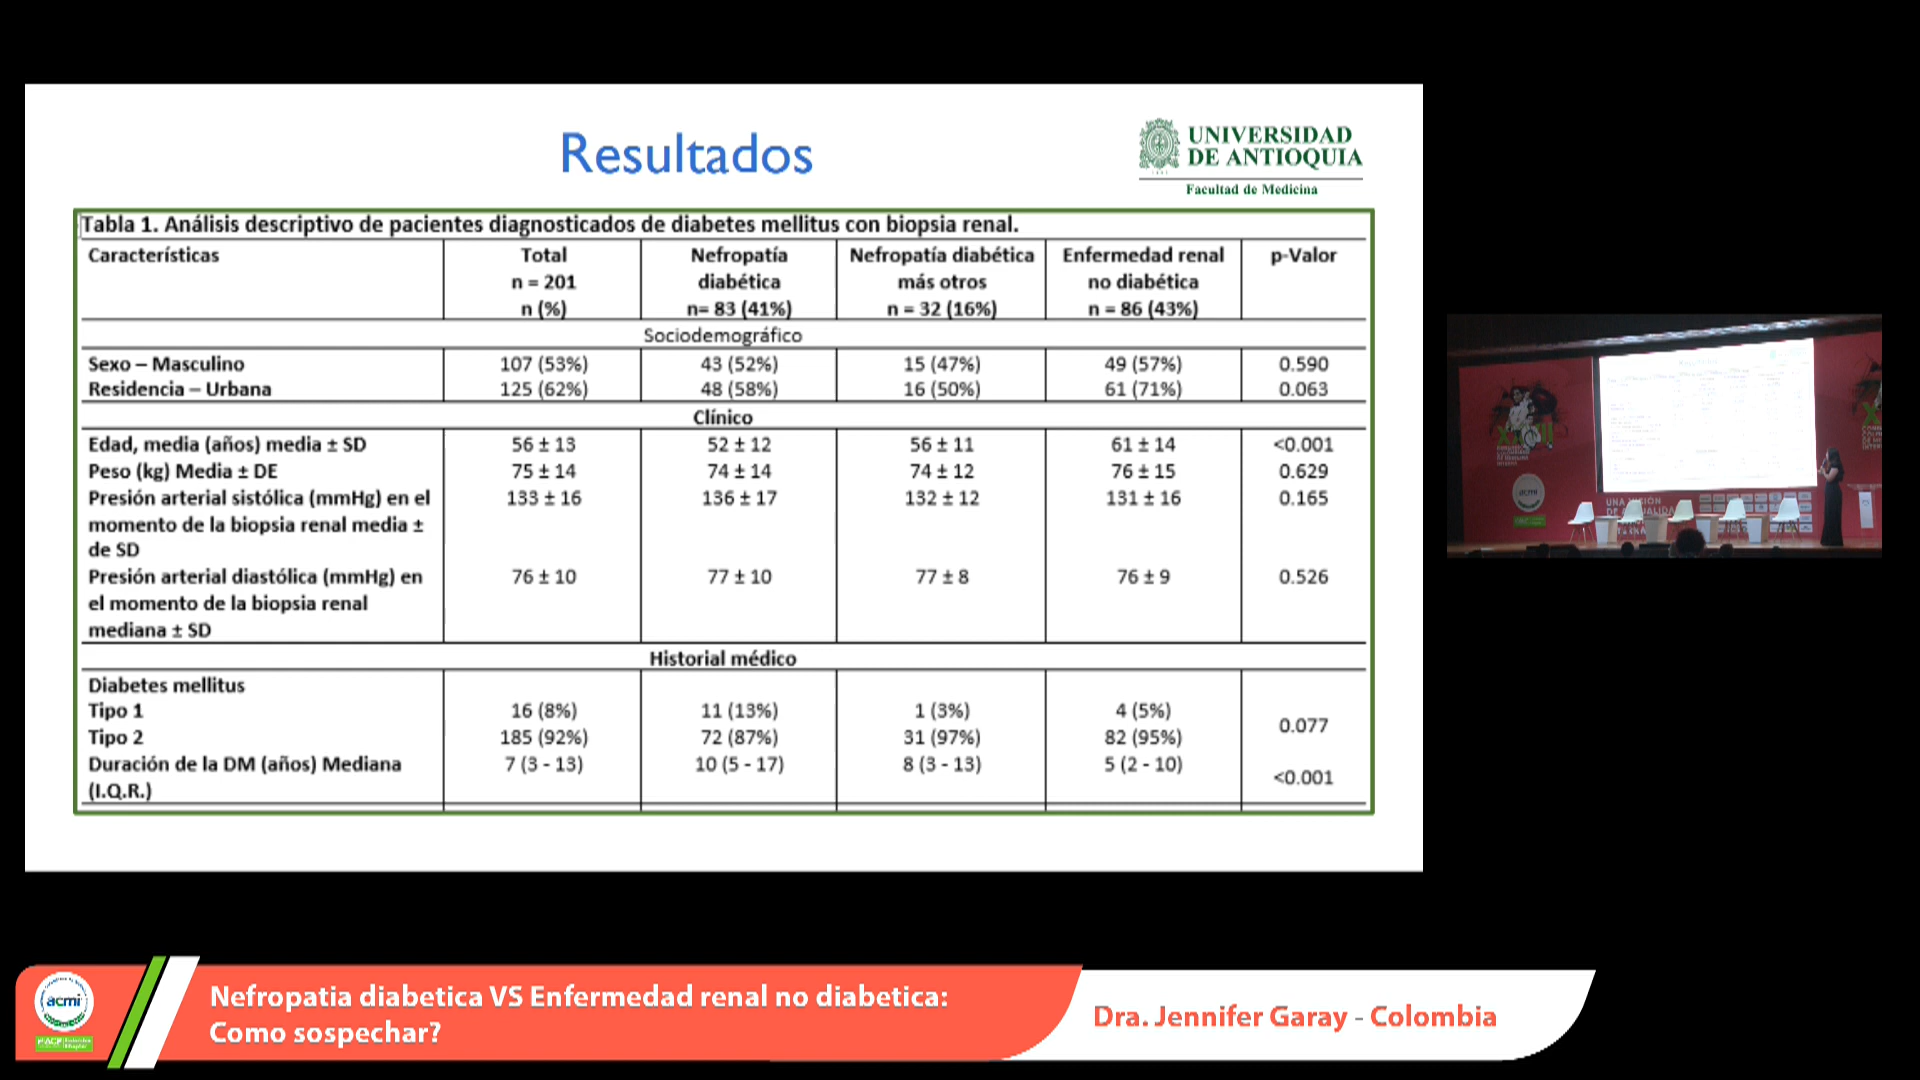 Resultados
UNIVERSIDAD
DE ANTIOQUIA
1803
Facultad de Medicina
Tabla 1. Análisis descriptivo de pacientes diagnosticados de diabetes mellitus con biopsia renal.
Características | Total n = 201 n (%) | Nefropatía diabética n= 83 (41%) | Nefropatía diabética más otros n = 32 (16%) | Enfermedad renal no diabética n = 86 (43%) | p-Valor
Sociodemográfico
Sexo – Masculino 107 (53%) 43 (52%) 15 (47%) 49 (57%) 0.590
Residencia – Urbana 125 (62%) 48 (58%) 16 (50%) 61 (71%) 0.063
Clínico
Edad, media (años) media ± SD 56 ± 13 52 ± 12 56 ± 11 61 ± 14 <0.001
Peso (kg) Media ± DE 75 ± 14 74 ± 14 74 ± 12 76 ± 15 0.629
Presión arterial sistólica (mmHg) en el 133 ± 16 136 ± 17 132 ± 12 131 ± 16 0.165
momento de la biopsia renal media ±
de SD
Presión arterial diastólica (mmHg) en 76 ± 10 77 ± 10 77 ± 8 76 ± 9 0.526
el momento de la biopsia renal
mediana ± SD
Historial médico
Diabetes mellitus
Tipo 1 16 (8%) 11 (13%) 1 (3%) 4 (5%)
0.077
Tipo 2 185 (92%) 72 (87%) 31 (97%) 82 (95%)
Duración de la DM (años) Mediana 7 (3 - 13) 10 (5 - 17) 8 (3 - 13) 5 (2 - 10)
<0.001
(I.Q.R.)
acmi
UNA VISIÓN
acmi
Nefropatia diabetica VS Enfermedad renal no diabetica:
Como sospechar?
Dra. Jennifer Garay - Colombia